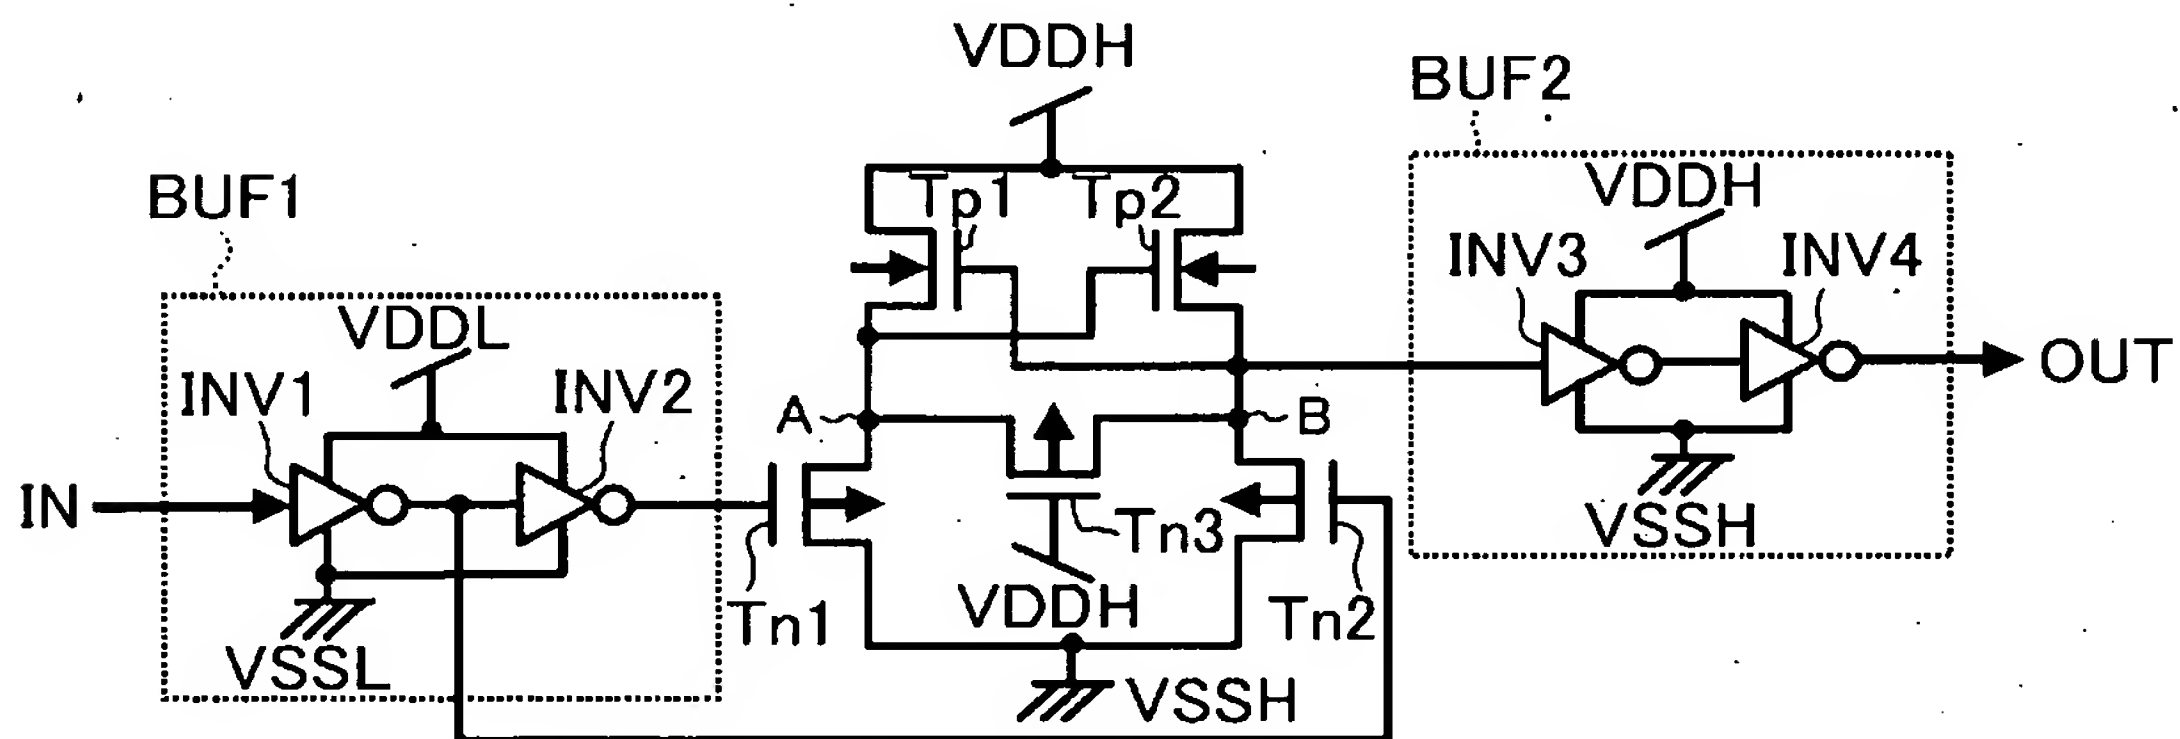 VDDH
BUF2
BUF1
Tp1
Tp2
VDDH
INV3
INV4
VDDL
INV1
INV2
OUT
A
B
IN
Tn3
VSSH
Tn1
VDDH
Tn2
VSSL
VSSH